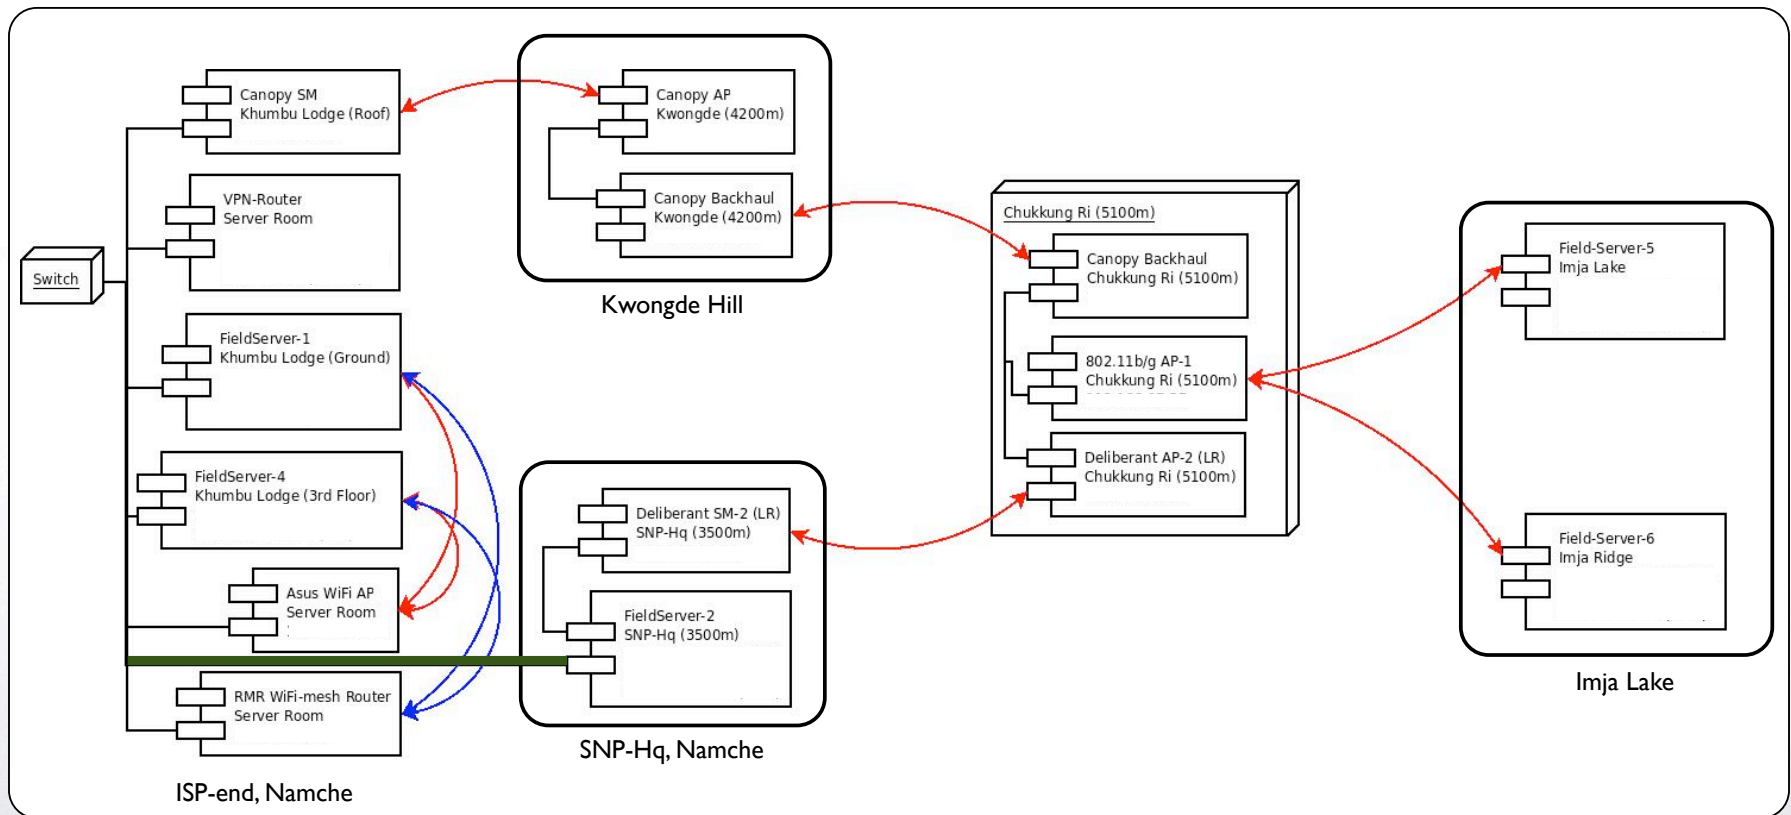 Canopy SM
Khumbu Lodge (Roof)
VPN-Router
Server Room
Switch
FieldServer-1
Khumbu Lodge (Ground)
FieldServer-4
Khumbu Lodge (3rd Floor)
Asus WiFi AP
Server Room
RMR WiFi-mesh Router
Server Room
ISP-end, Namche
Canopy AP
Kwongde (4200m)
Canopy Backhaul
Kwongde (4200m)
Kwongde Hill
Deliberant SM-2 (LR)
SNP-Hq (3500m)
FieldServer-2
SNP-Hq (3500m)
SNP-Hq, Namche
Chukkung Ri (5100m)
Canopy Backhaul
Chukkung Ri (5100m)
802.11b/g AP-1
Chukkung Ri (5100m)
Deliberant AP-2 (LR)
Chukkung Ri (5100m)
Field-Server-5
Imja Lake
Field-Server-6
Imja Ridge
Imja Lake